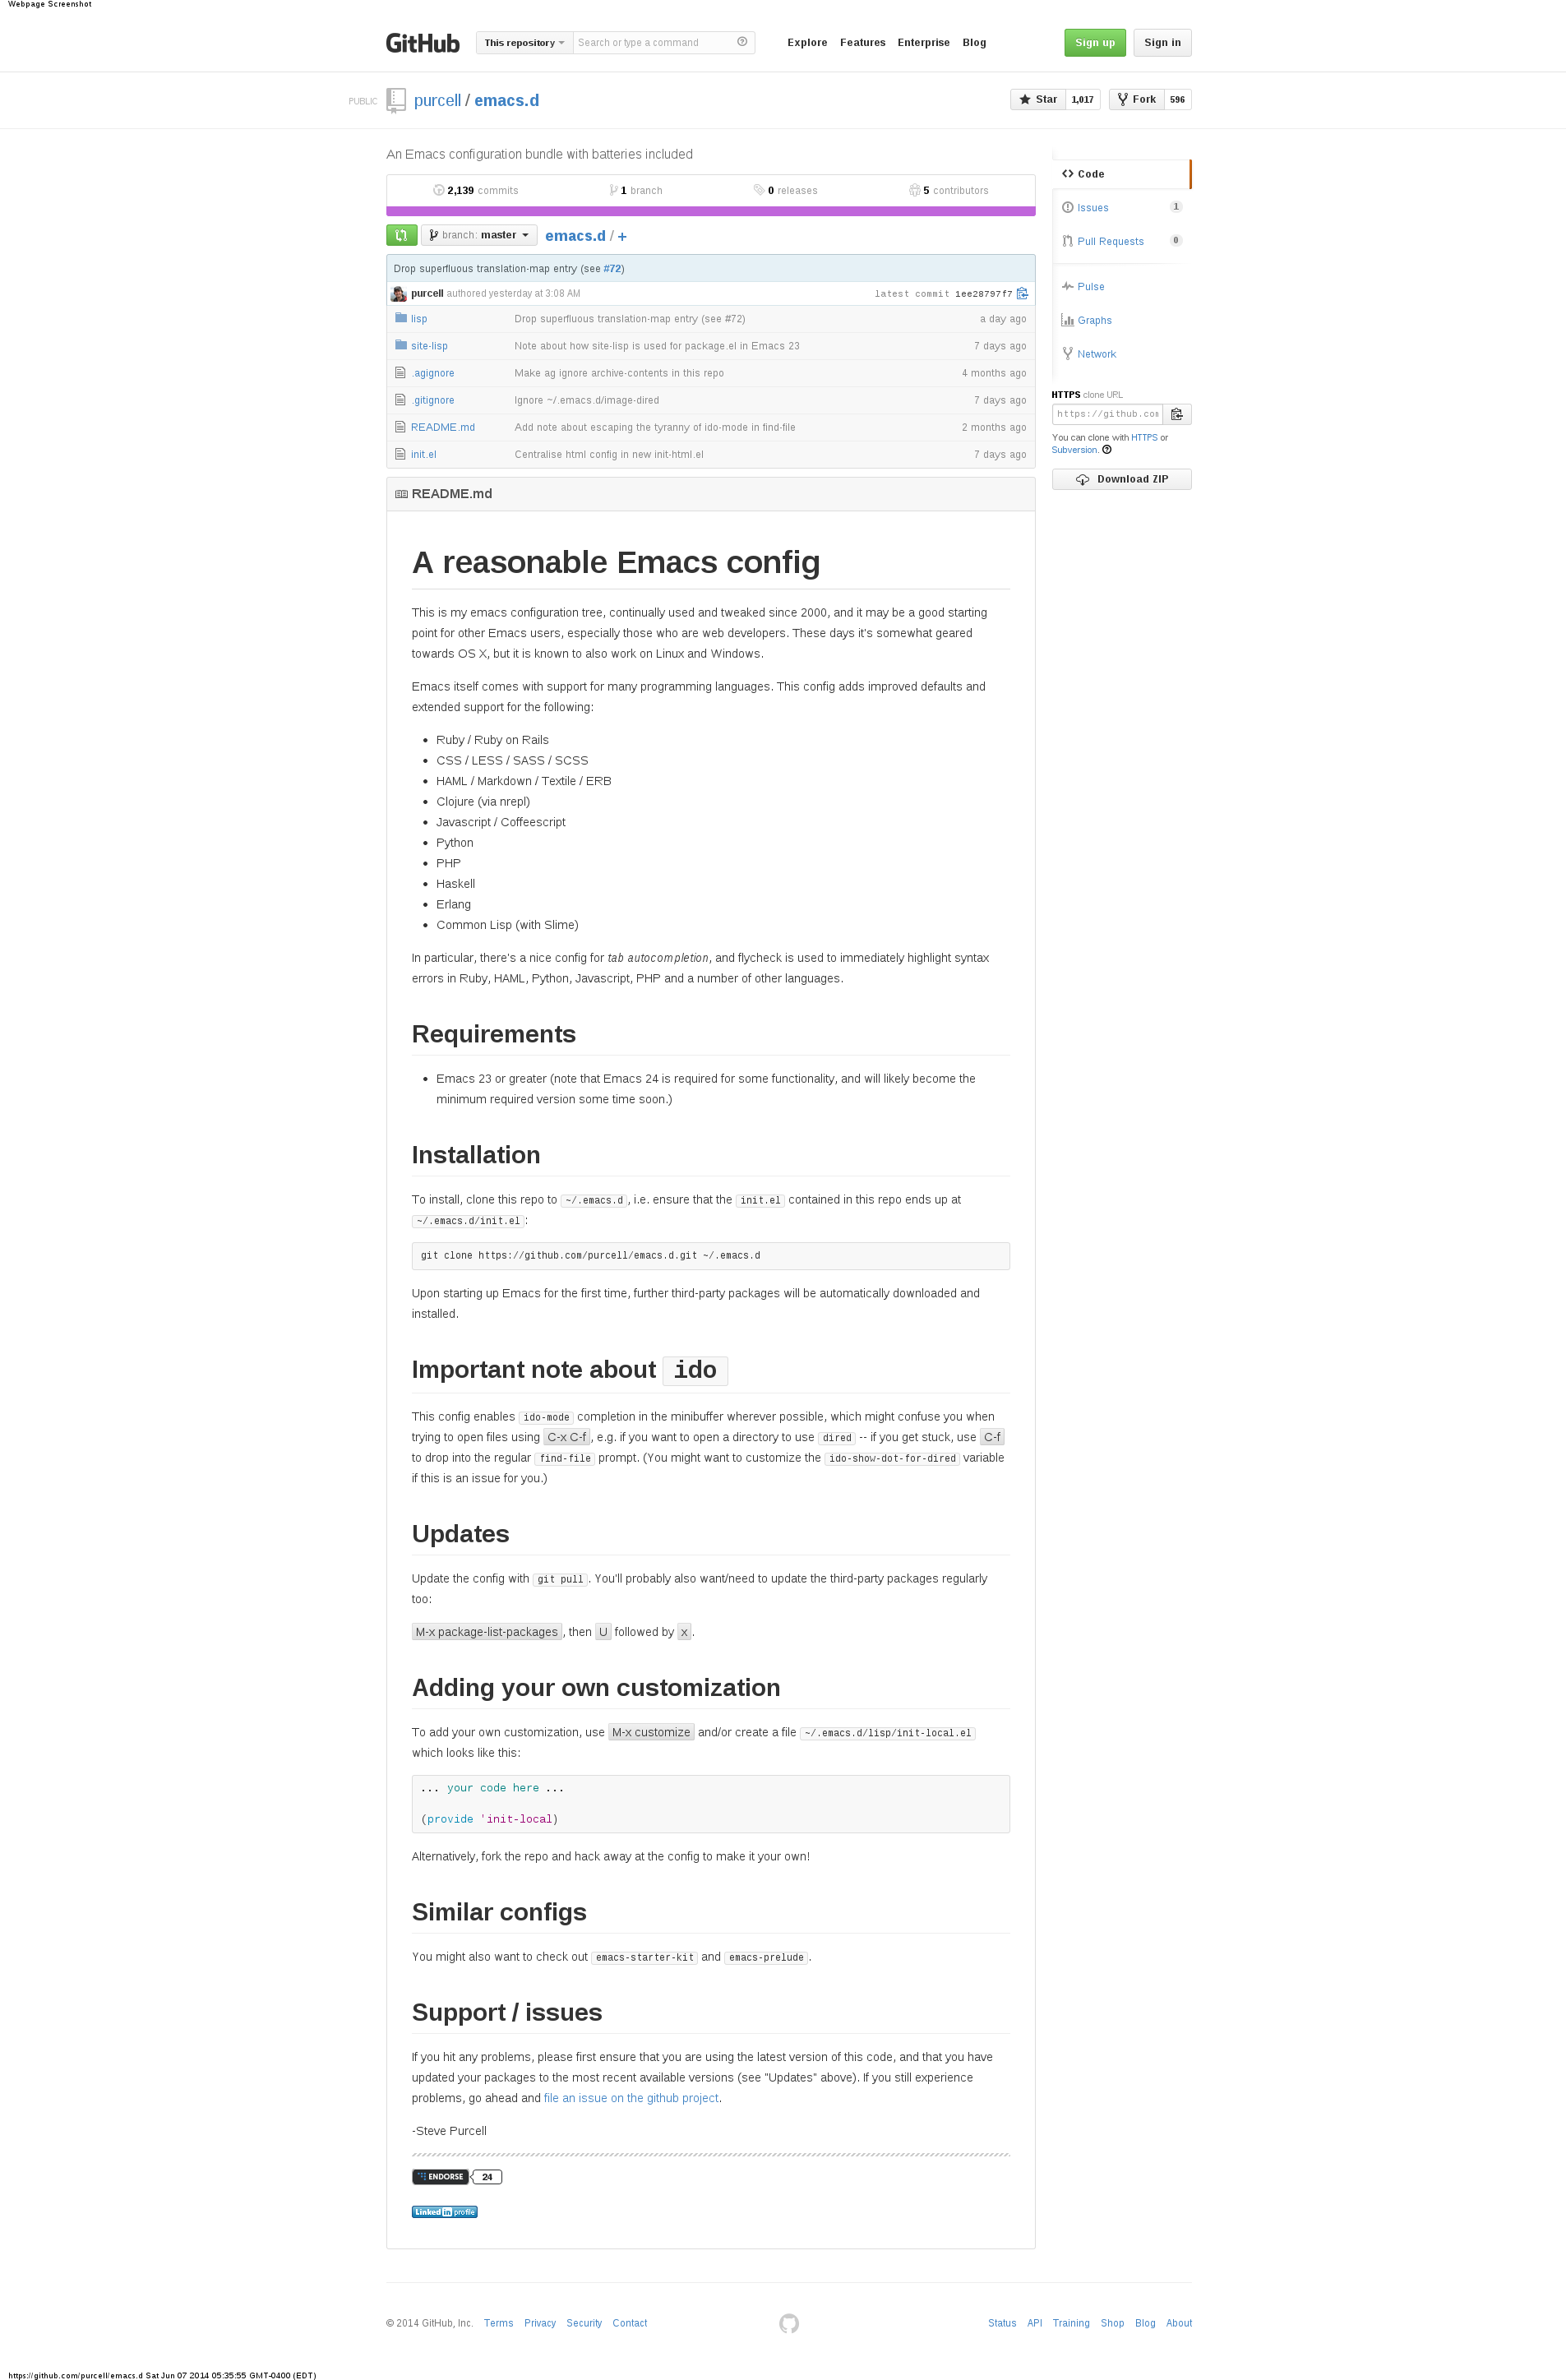 Webpage Screenshot
GitHub This repository Search or type a command Explore Features Enterprise Blog Sign up Sign in
PUBLIC purcell / emacs.d Star 1,017 Fork 596
An Emacs configuration bundle with batteries included
2,139 commits 1 branch 0 releases 5 contributors
branch: master emacs.d / +
Drop superfluous translation-map entry (see #72)
purcell authored yesterday at 3:08 AM latest commit 1ee28797f7
lisp Drop superfluous translation-map entry (see #72) a day ago
site-lisp Note about how site-lisp is used for package.el in Emacs 23 7 days ago
.agignore Make ag ignore archive-contents in this repo 4 months ago
.gitignore Ignore ~/.emacs.d/image-dired 7 days ago
README.md Add note about escaping the tyranny of ido-mode in find-file 2 months ago
init.el Centralise html config in new init-html.el 7 days ago
Code
Issues 1
Pull Requests 0
Pulse
Graphs
Network
HTTPS clone URL
https://github.com
You can clone with HTTPS or
Subversion.
Download ZIP
README.md
A reasonable Emacs config
This is my emacs configuration tree, continually used and tweaked since 2000, and it may be a good starting
point for other Emacs users, especially those who are web developers. These days it's somewhat geared
towards OS X, but it is known to also work on Linux and Windows.
Emacs itself comes with support for many programming languages. This config adds improved defaults and
extended support for the following:
• Ruby / Ruby on Rails
• CSS / LESS / SASS / SCSS
• HAML / Markdown / Textile / ERB
• Clojure (via nrepl)
• Javascript / Coffeescript
• Python
• PHP
• Haskell
• Erlang
• Common Lisp (with Slime)
In particular, there's a nice config for tab autocompletion, and flycheck is used to immediately highlight syntax
errors in Ruby, HAML, Python, Javascript, PHP and a number of other languages.
Requirements
• Emacs 23 or greater (note that Emacs 24 is required for some functionality, and will likely become the
minimum required version some time soon.)
Installation
To install, clone this repo to ~/.emacs.d, i.e. ensure that the init.el contained in this repo ends up at
~/.emacs.d/init.el:
git clone https://github.com/purcell/emacs.d.git ~/.emacs.d
Upon starting up Emacs for the first time, further third-party packages will be automatically downloaded and
installed.
Important note about ido
This config enables ido-mode completion in the minibuffer wherever possible, which might confuse you when
trying to open files using C-x C-f, e.g. if you want to open a directory to use dired -- if you get stuck, use C-f
to drop into the regular find-file prompt. (You might want to customize the ido-show-dot-for-dired variable
if this is an issue for you.)
Updates
Update the config with git pull. You'll probably also want/need to update the third-party packages regularly
too:
M-x package-list-packages, then U followed by x.
Adding your own customization
To add your own customization, use M-x customize and/or create a file ~/.emacs.d/lisp/init-local.el
which looks like this:
... your code here ...
(provide 'init-local)
Alternatively, fork the repo and hack away at the config to make it your own!
Similar configs
You might also want to check out emacs-starter-kit and emacs-prelude.
Support / issues
If you hit any problems, please first ensure that you are using the latest version of this code, and that you have
updated your packages to the most recent available versions (see "Updates" above). If you still experience
problems, go ahead and file an issue on the github project.
-Steve Purcell
ENDORSE 24
Linked in profile
© 2014 GitHub, Inc. Terms Privacy Security Contact Status API Training Shop Blog About
https://github.com/purcell/emacs.d Sat Jun 07 2014 05:35:55 GMT-0400 (EDT)